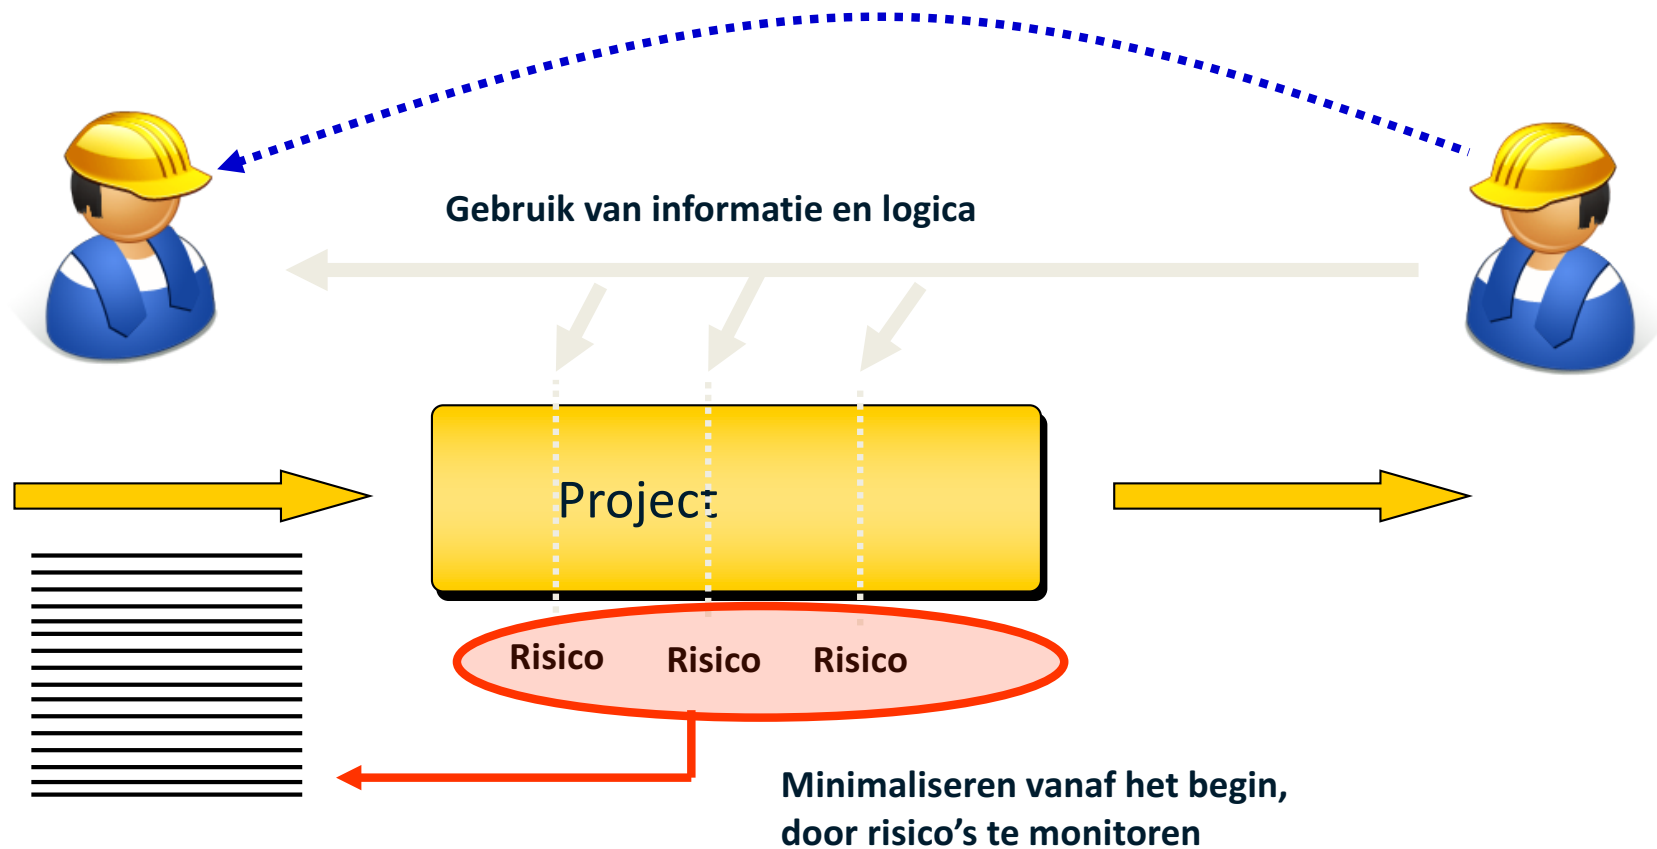 Gebruik van informatie en logica
Project
Risico Risico Risico
Minimaliseren vanaf het begin,
door risico’s te monitoren